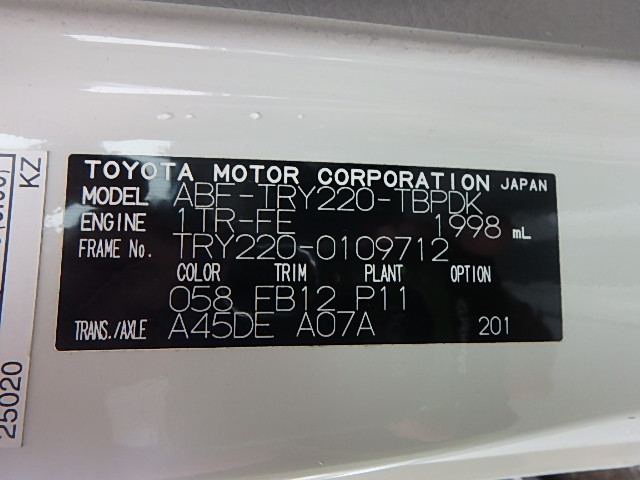 TOYOTA MOTOR CORPORATION JAPAN
MODEL ABF-TRY220-TBPDK
ENGINE 1TR-FE 1998 mL
FRAME No. TRY220-0109712
COLOR TRIM PLANT OPTION
058 FB12 P11
TRANS./AXLE A45DE A07A 201
KZ
25020